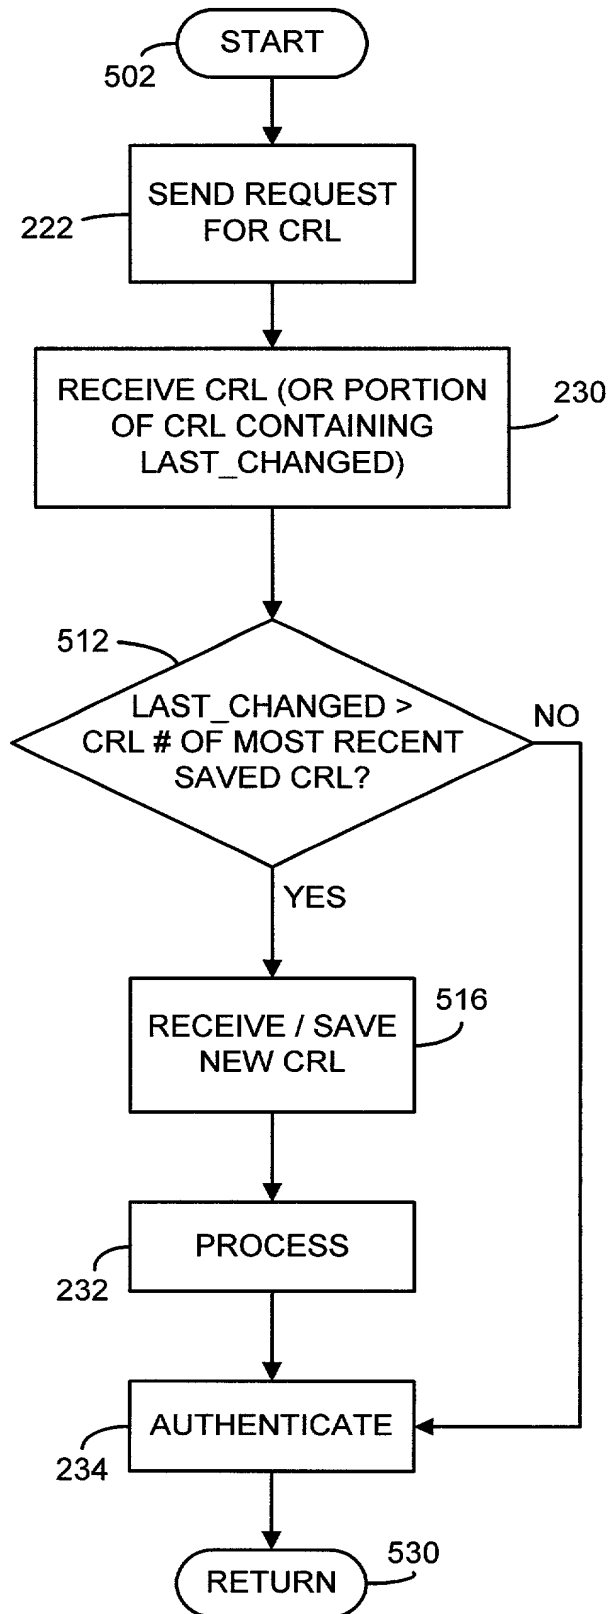 START
502
SEND REQUEST
FOR CRL
222
RECEIVE CRL (OR PORTION
OF CRL CONTAINING
LAST_CHANGED)
230
512
LAST_CHANGED >
CRL # OF MOST RECENT
SAVED CRL?
NO
YES
516
RECEIVE / SAVE
NEW CRL
PROCESS
232
AUTHENTICATE
234
530
RETURN